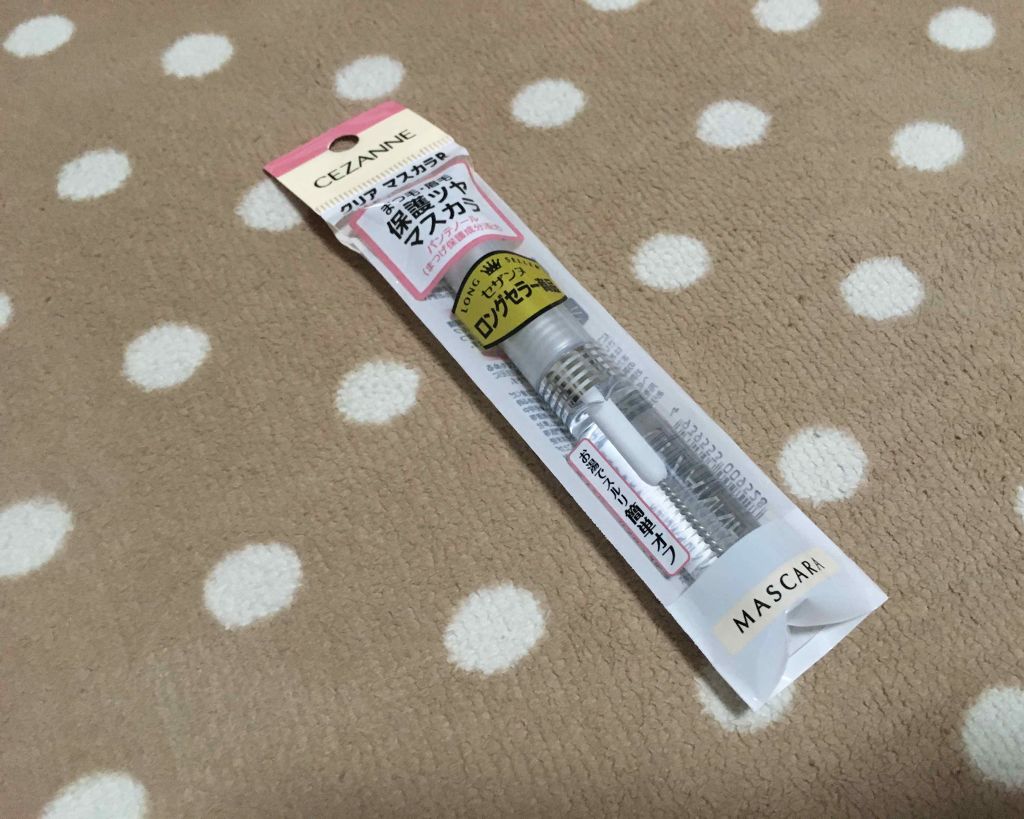 CEZANNE
クリア マスカラR
まつ毛・眉毛
保護ツヤ
マスカラ
パンテノール
(まつげ保護成分配合)
LONG SELLER
セザンヌ
ロングセラー商品
お湯でスルリ簡単オフ
MASCARA